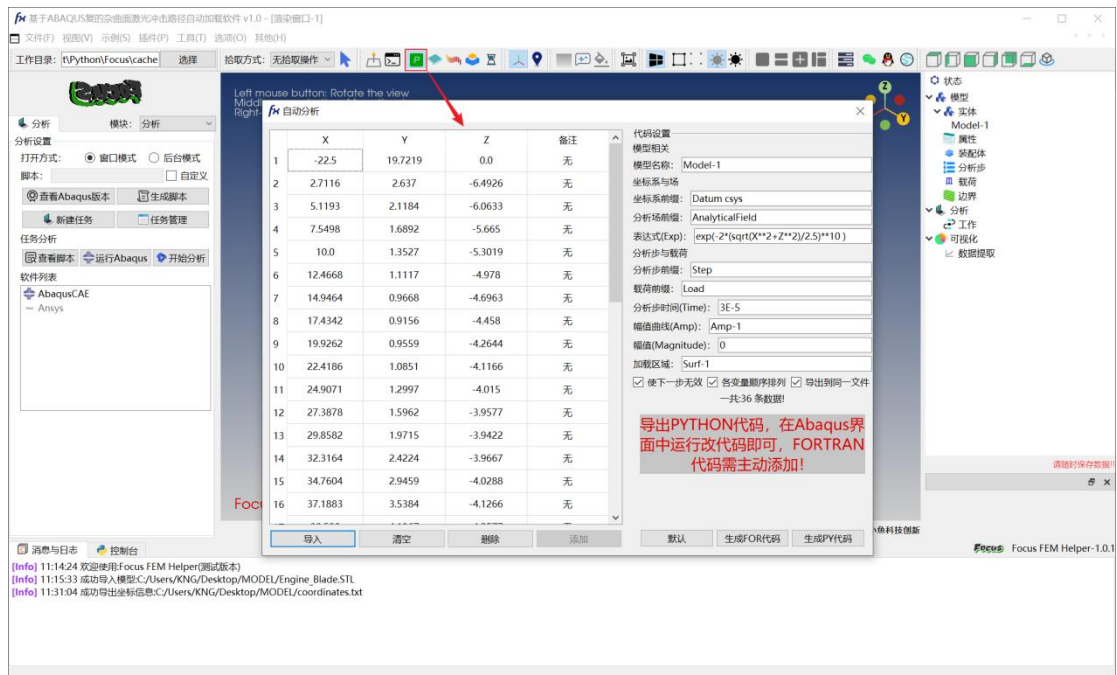 基于ABAQUS复的杂曲面激光冲击路径自动加载软件 v1.0 - [渲染窗口-1]
文件(F) 视图(V) 示例(S) 插件(P) 工具(T) 选项(O) 其他(H)
工作目录: t\Python\Focus\cache 选择 拾取方式: 无拾取操作
Left mouse button: Rotate the view
Middl
Right-
Z
Y
分析 模块: 分析
分析设置
打开方式: 窗口模式 后台模式
脚本: 自定义
查看Abaqus版本 生成脚本
新建任务 任务管理
任务分析
查看脚本 运行Abaqus 开始分析
软件列表
AbaqusCAE
Ansys
自动分析
X Y Z 备注
1 -22.5 19.7219 0.0 无
2 2.7116 2.637 -6.4926 无
3 5.1193 2.1184 -6.0633 无
4 7.5498 1.6892 -5.665 无
5 10.0 1.3527 -5.3019 无
6 12.4668 1.1117 -4.978 无
7 14.9464 0.9668 -4.6963 无
8 17.4342 0.9156 -4.458 无
9 19.9262 0.9559 -4.2644 无
10 22.4186 1.0851 -4.1166 无
11 24.9071 1.2997 -4.015 无
12 27.3878 1.5962 -3.9577 无
13 29.8582 1.9715 -3.9422 无
14 32.3164 2.4224 -3.9667 无
15 34.7604 2.9459 -4.0288 无
16 37.1883 3.5384 -4.1266 无
导入 清空 删除 添加
代码设置
模型相关
模型名称: Model-1
坐标系与场
坐标系前缀: Datum csys
分析场前缀: AnalyticalField
表达式(Exp): exp(-2*(sqrt(X**2+Z**2)/2.5)**10 )
分析步与载荷
分析步前缀: Step
载荷前缀: Load
分析步时间(Time): 3E-5
幅值曲线(Amp): Amp-1
幅值(Magnitude): 0
加载区域: Surf-1
使下一步无效 各变量顺序排列 导出到同一文件
一共:36 条数据!
导出PYTHON代码，在Abaqus界
面中运行改代码即可，FORTRAN
代码需主动添加！
默认 生成FOR代码 生成PY代码
状态
模型
实体
Model-1
属性
装配体
分析步
载荷
边界
分析
工作
可视化
数据提取
请随时保存数据!!
Foc
鱼科技创新
消息与日志 控制台
Focus Focus FEM Helper-1.0.1
[Info] 11:14:24 欢迎使用:Focus FEM Helper(测试版本)
[Info] 11:15:33 成功导入模型:C:/Users/KNG/Desktop/MODEL/Engine_Blade.STL
[Info] 11:31:04 成功导出坐标信息:C:/Users/KNG/Desktop/MODEL/coordinates.txt